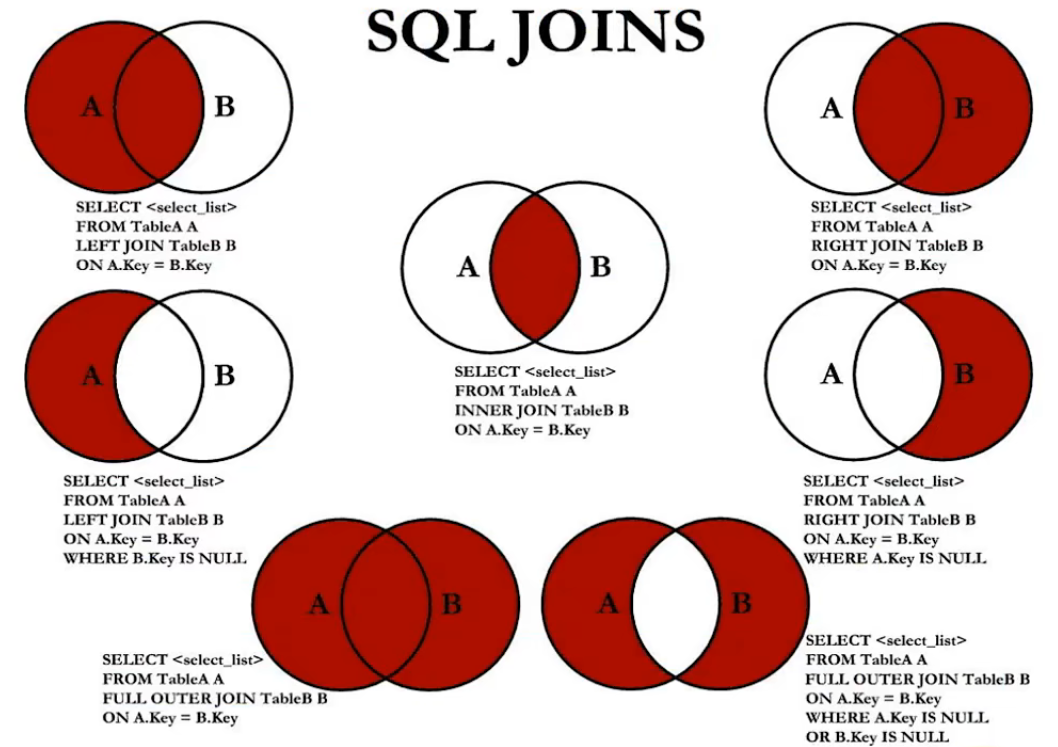 SQL JOINS
A B
SELECT <select_list>
FROM TableA A
LEFT JOIN TableB B
ON A.Key = B.Key
A B
SELECT <select_list>
FROM TableA A
RIGHT JOIN TableB B
ON A.Key = B.Key
A B
SELECT <select_list>
FROM TableA A
INNER JOIN TableB B
ON A.Key = B.Key
A B
SELECT <select_list>
FROM TableA A
LEFT JOIN TableB B
ON A.Key = B.Key
WHERE B.Key IS NULL
A B
SELECT <select_list>
FROM TableA A
RIGHT JOIN TableB B
ON A.Key = B.Key
WHERE A.Key IS NULL
A B
SELECT <select_list>
FROM TableA A
FULL OUTER JOIN TableB B
ON A.Key = B.Key
A B
SELECT <select_list>
FROM TableA A
FULL OUTER JOIN TableB B
ON A.Key = B.Key
WHERE A.Key IS NULL
OR B.Key IS NULL